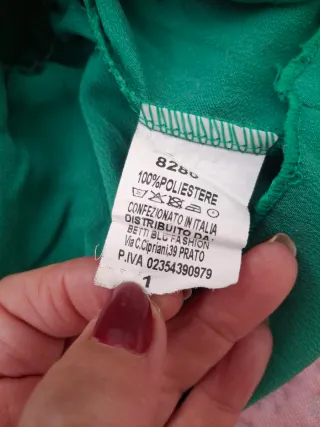 8286
100%POLIESTERE
CONFEZIONATO IN ITALIA
DISTRIBUITO DA:
BETTI BLU FASHION
Via C.Cipriani,39 PRATO
P.IVA 02354390979
1